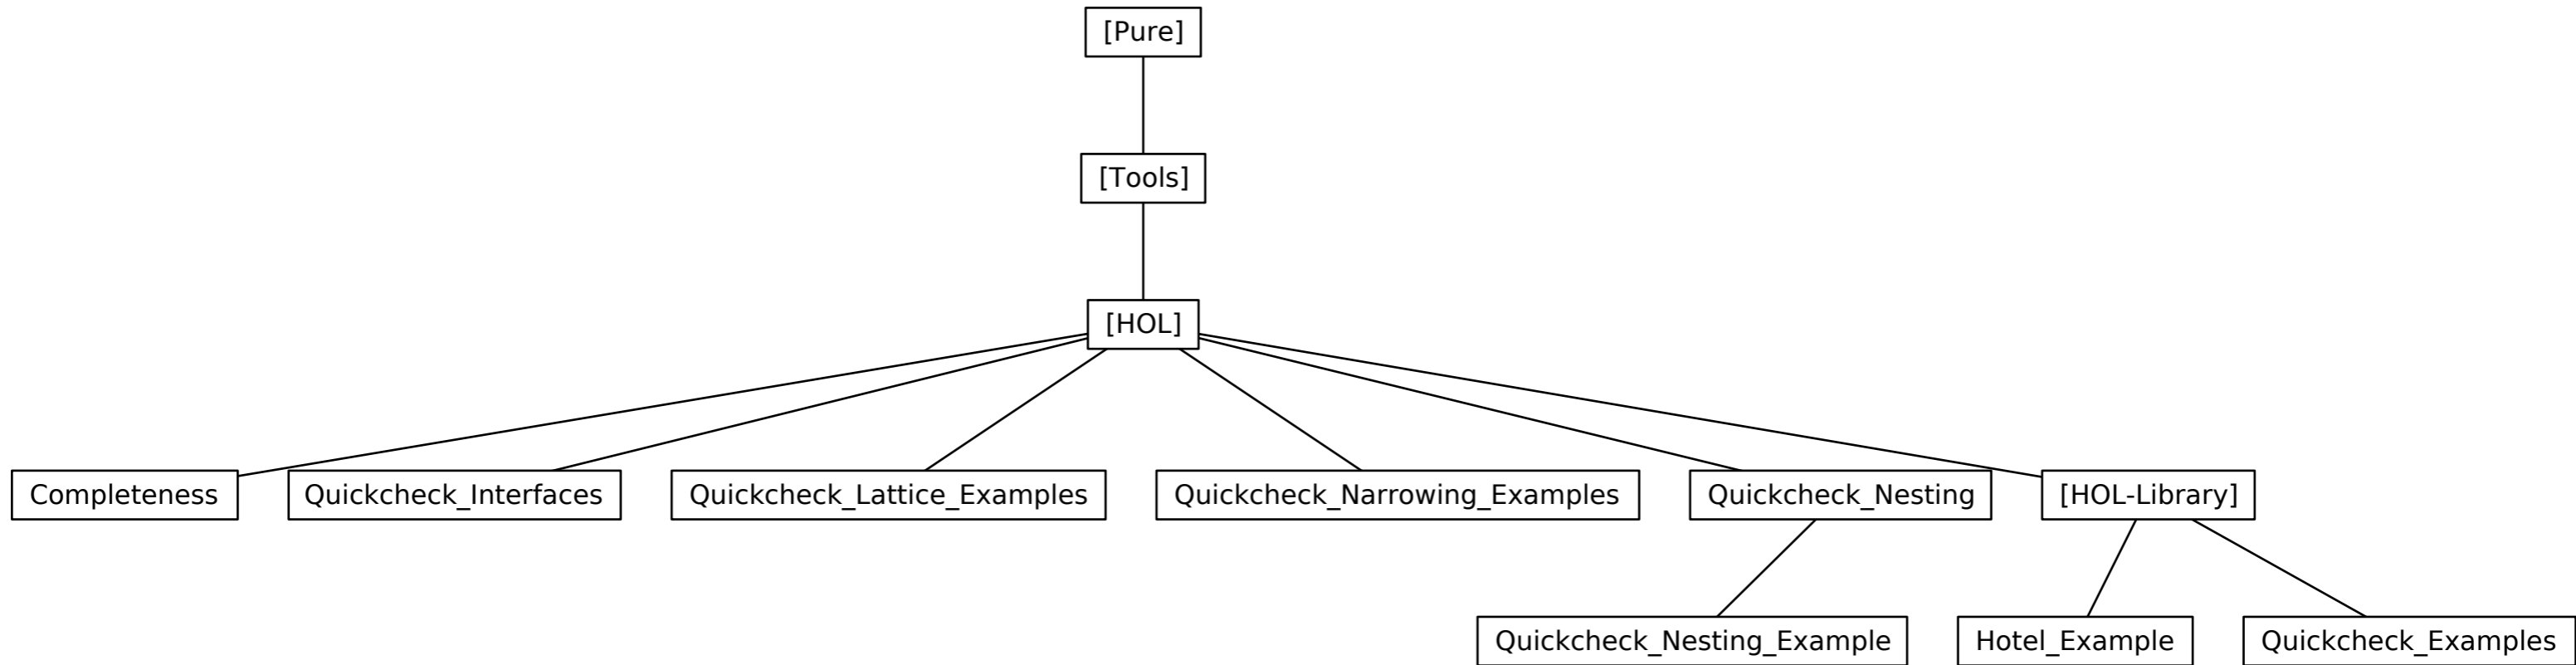 [Pure]
[Tools]
[HOL]
Completeness
Quickcheck_Interfaces
Quickcheck_Lattice_Examples
Quickcheck_Narrowing_Examples
Quickcheck_Nesting
[HOL-Library]
Quickcheck_Nesting_Example
Hotel_Example
Quickcheck_Examples